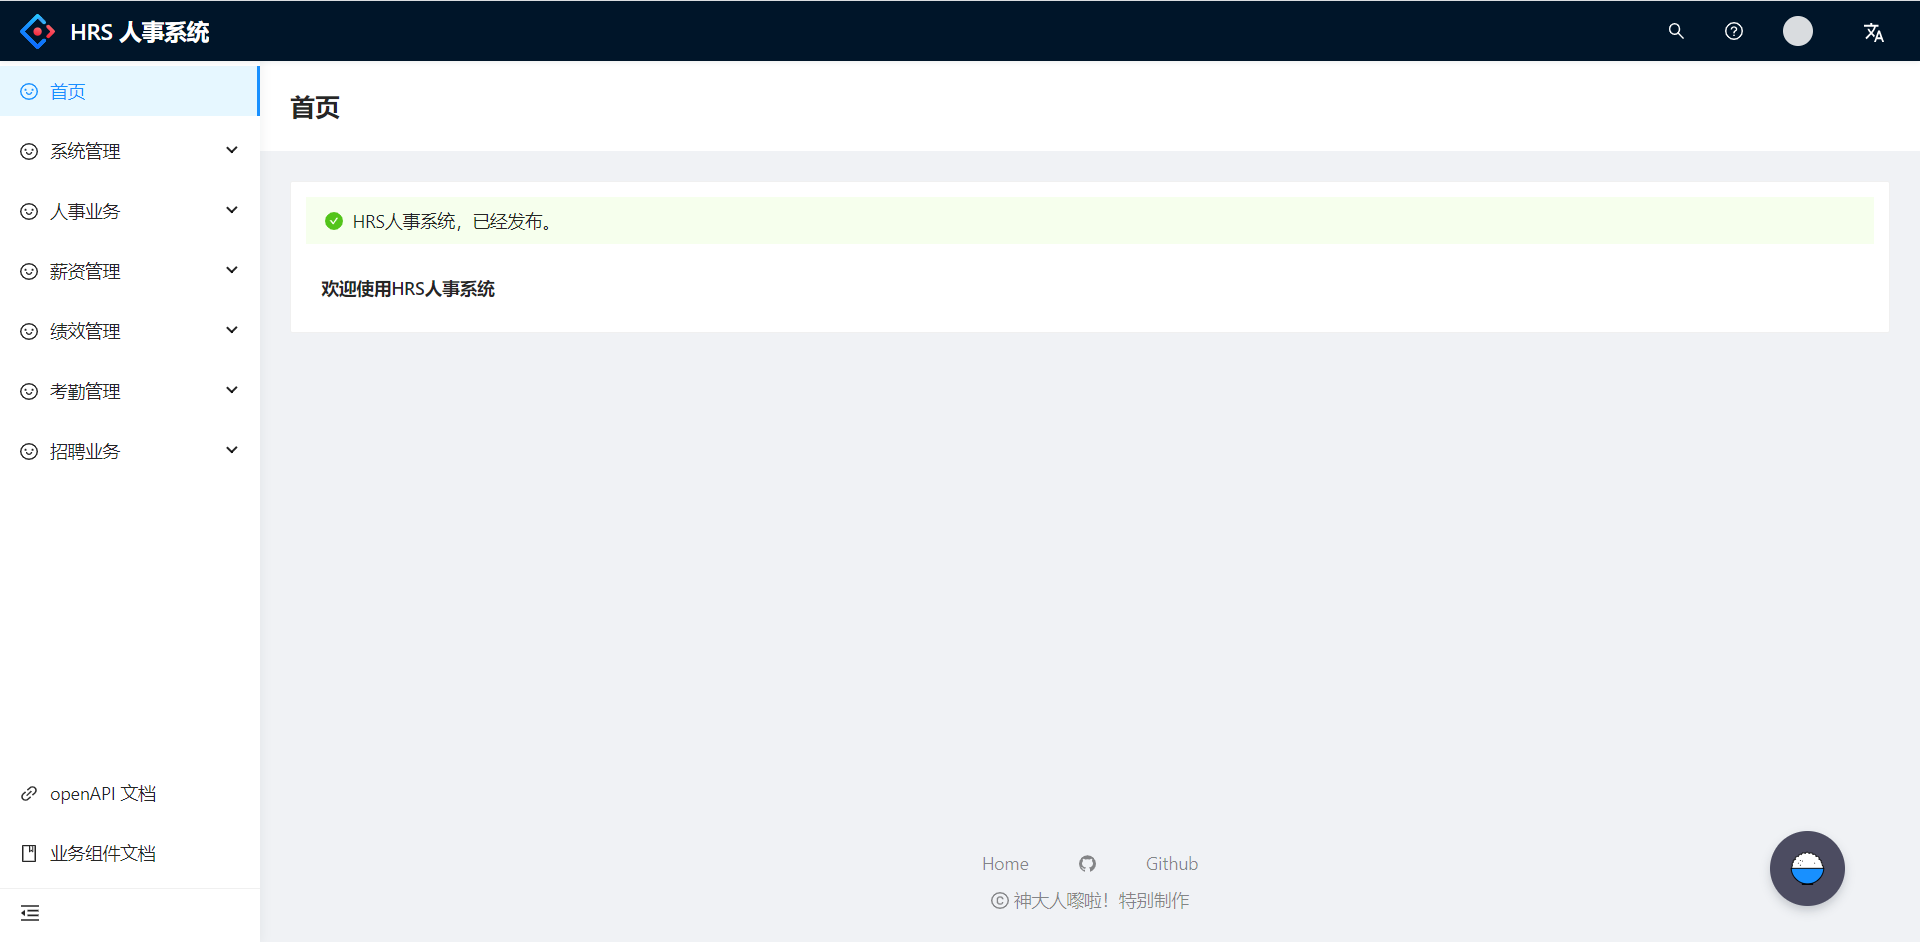 HRS 人事系统
首页
系统管理
人事业务
薪资管理
绩效管理
考勤管理
招聘业务
openAPI 文档
业务组件文档
首页
HRS人事系统，已经发布。
欢迎使用HRS人事系统
Home Github
© 神大人嚟啦！特别制作